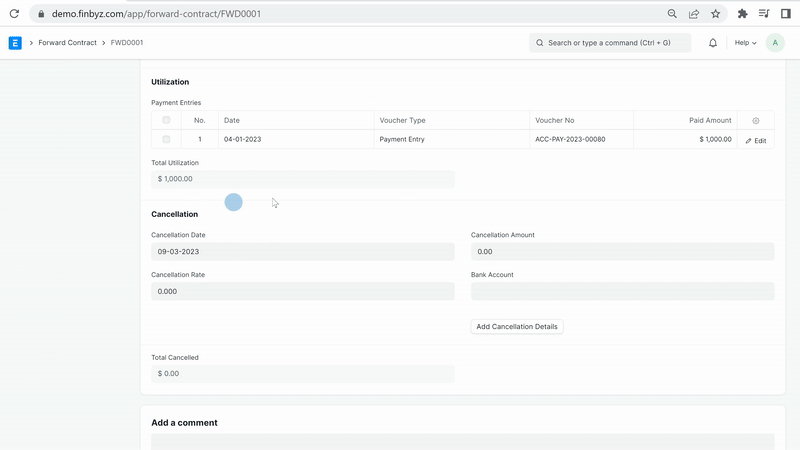 demo.finbyz.com/app/forward-contract/FWD0001
E Forward Contract FWD0001 Search or type a command (Ctrl + G) Help A
Utilization
Payment Entries
No. Date Voucher Type Voucher No Paid Amount
1 04-01-2023 Payment Entry ACC-PAY-2023-00080 $ 1,000.00 Edit
Total Utilization
$ 1,000.00
Cancellation
Cancellation Date Cancellation Amount
09-03-2023 0.00
Cancellation Rate Bank Account
0.000
Add Cancellation Details
Total Cancelled
$ 0.00
Add a comment